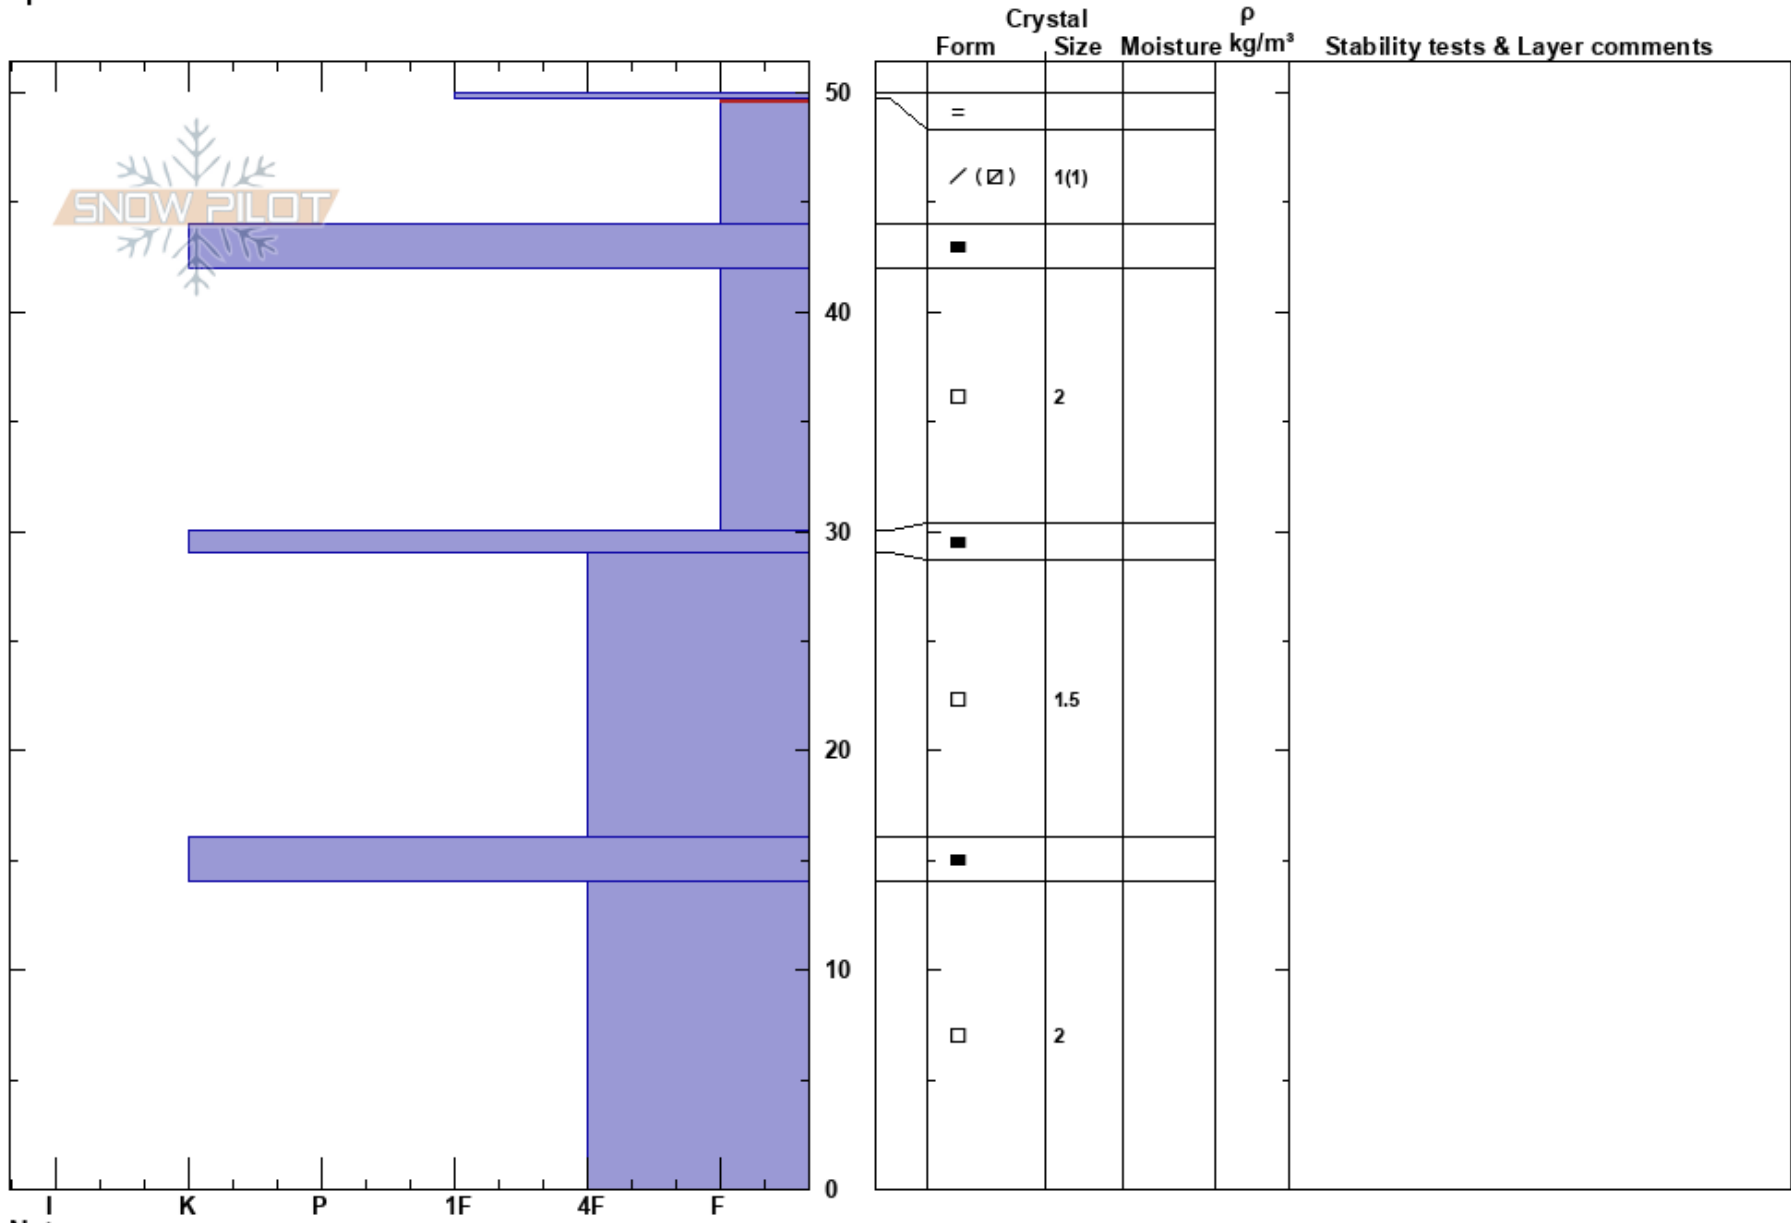 Crystal ρ
Form Size Moisture kg/m³ Stability tests & Layer comments
50
=
SNOW PILOT
/ (⧄) 1(1)
■
40
□ 2
30
■
□ 1.5
20
■
10
□ 2
0
I K P 1F 4F F